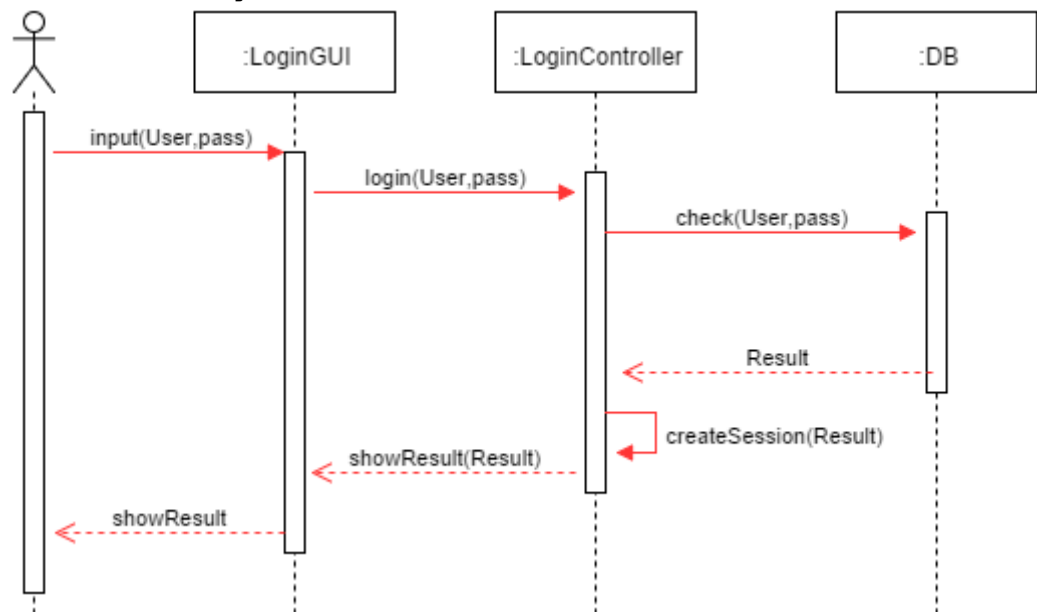 :LoginGUI
:LoginController
:DB
input(User,pass)
login(User,pass)
check(User,pass)
Result
createSession(Result)
showResult(Result)
showResult